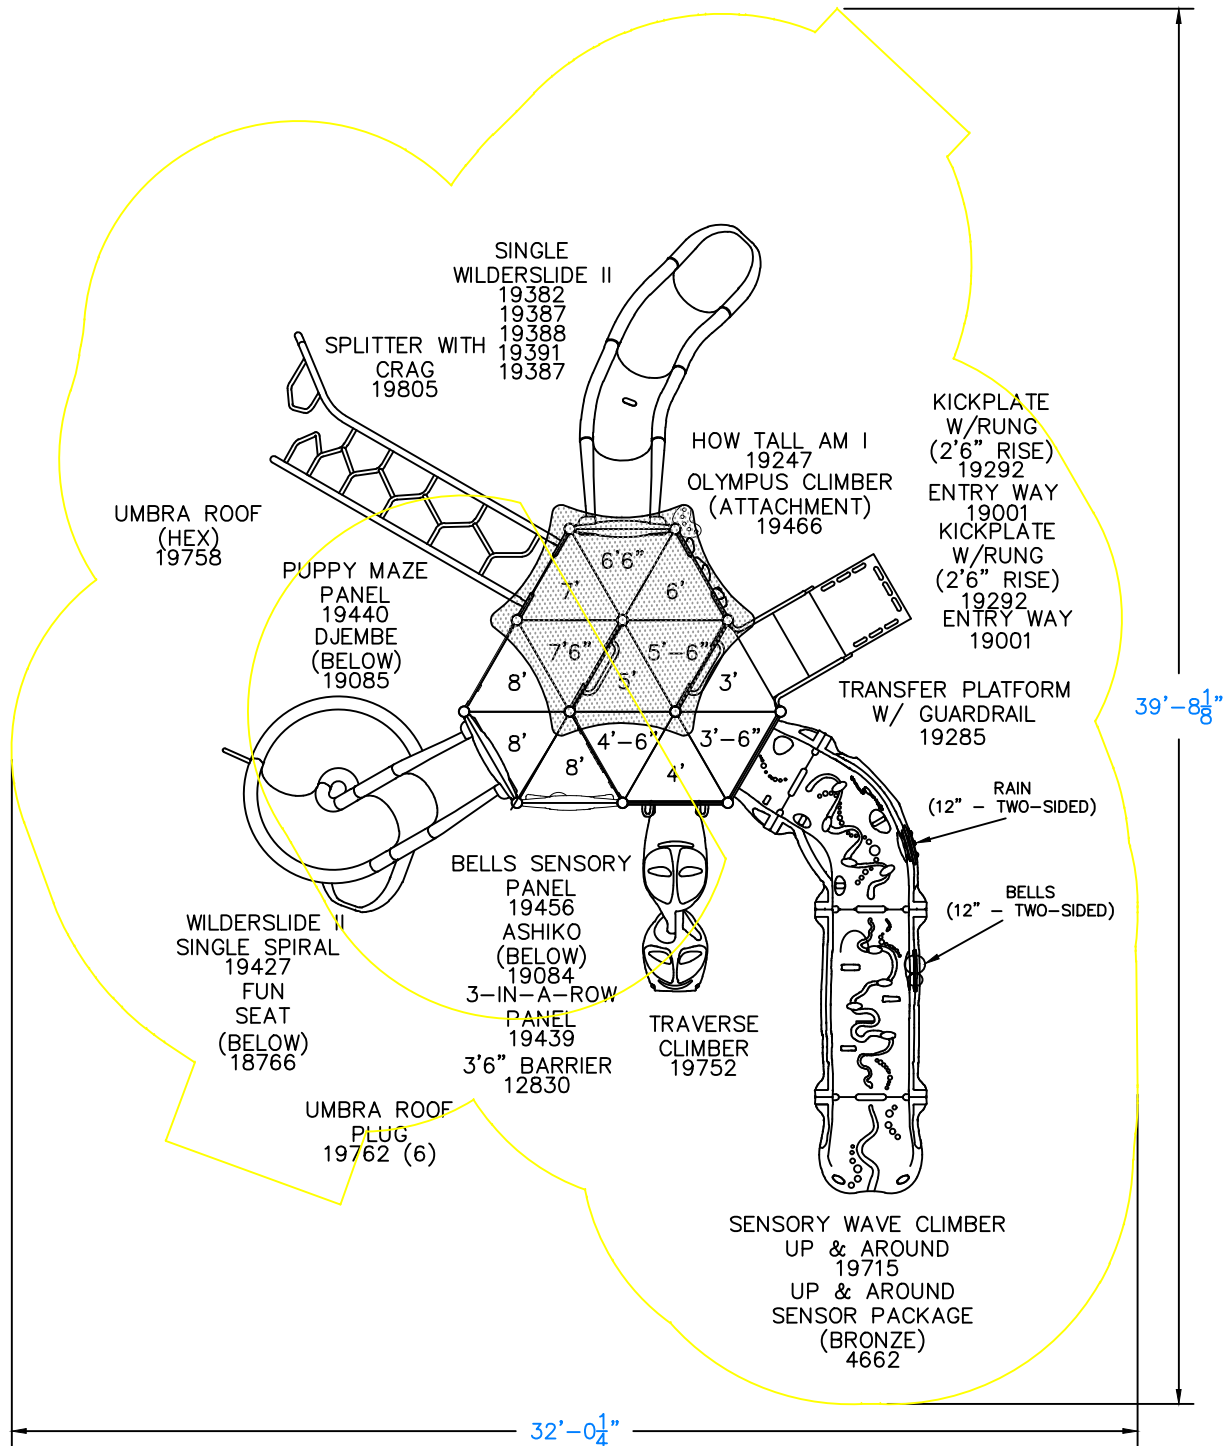 SINGLE
WILDERSLIDE II
19382
19387
19388
19391
19387
SPLITTER WITH
CRAG
19805
KICKPLATE
W/RUNG
(2'6" RISE)
19292
ENTRY WAY
19001
KICKPLATE
W/RUNG
(2'6" RISE)
19292
ENTRY WAY
19001
HOW TALL AM I
19247
OLYMPUS CLIMBER
(ATTACHMENT)
19466
UMBRA ROOF
(HEX)
19758
PUPPY MAZE
PANEL
19440
DJEMBE
(BELOW)
19085
6'6"
7'
6'
7'6"
5'-6"
5'
8'
3'
8'
8'
4'-6"
4'
3'-6"
TRANSFER PLATFORM
W/ GUARDRAIL
19285
39'-8 1/8"
RAIN
(12" - TWO-SIDED)
BELLS
(12" - TWO-SIDED)
BELLS SENSORY
PANEL
19456
ASHIKO
(BELOW)
19084
3-IN-A-ROW
PANEL
19439
3'6" BARRIER
12830
WILDERSLIDE II
SINGLE SPIRAL
19427
FUN
SEAT
(BELOW)
18766
TRAVERSE
CLIMBER
19752
UMBRA ROOF
PLUG
19762 (6)
SENSORY WAVE CLIMBER
UP & AROUND
19715
UP & AROUND
SENSOR PACKAGE
(BRONZE)
4662
32'-0 1/4"